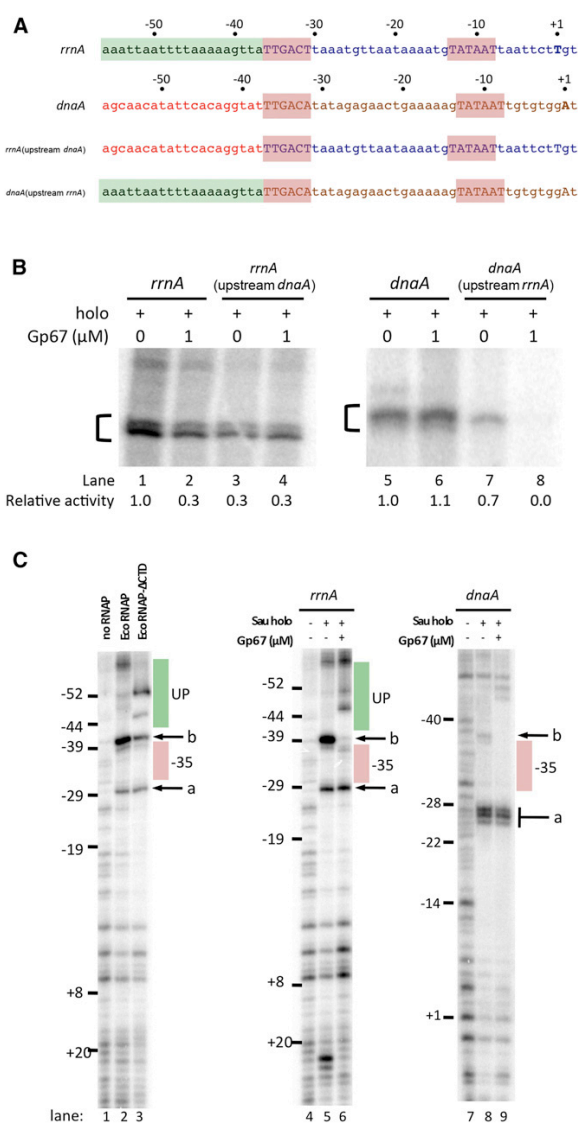 A
-50 -40 -30 -20 -10 +1
rrnA aaattaattttaaaaagttaTTGACTtaaatgttaataaaatgTATAATtaattctTgt
-50 -40 -30 -20 -10 +1
dnaA agcaacatattcacaggtatTTGACAtatagagaactgaaaaagTATAATtgtgtggAt
rrnA(upstream dnaA) agcaacatattcacaggtatTTGACTtaaatgttaataaaatgTATAATtaattcTgt
dnaA(upstream rrnA) aaattaattttaaaaagttaTTGACAtatagagaactgaaaaagTATAATtgtgtggAt
B
rrnA rrnA (upstream dnaA) dnaA dnaA (upstream rrnA)
holo + + + + + + + +
Gp67 (µM) 0 1 0 1 0 1 0 1
Lane 1 2 3 4 5 6 7 8
Relative activity 1.0 0.3 0.3 0.3 1.0 1.1 0.7 0.0
C
no RNAP Eco RNAP Eco RNAP-ΔCTD
-52
-44
-39
-29
-19
+8
+20
UP
b
-35
a
rrnA
Sau holo - + +
Gp67 (µM) - - +
-52
-44
-39
-29
-19
+8
+20
UP
b
-35
a
dnaA
Sau holo - + +
Gp67 (µM) - - +
-40
-28
-22
-14
+1
b
-35
a
lane: 1 2 3 4 5 6 7 8 9